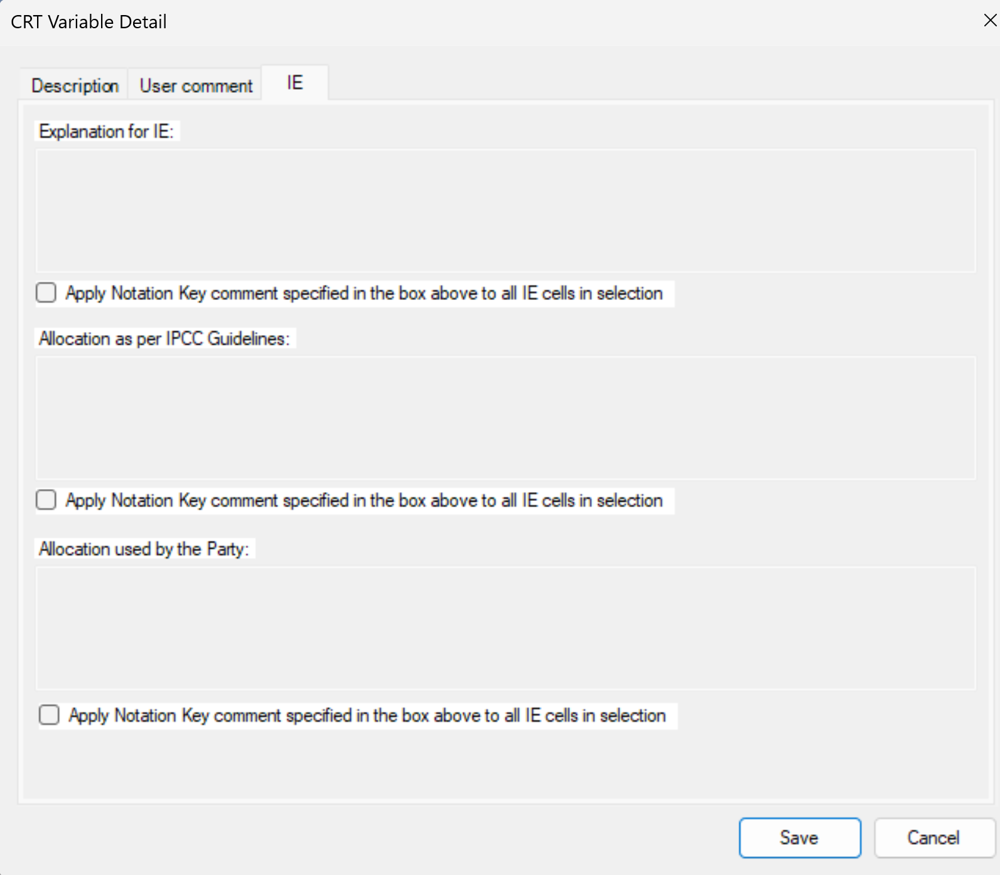 CRT Variable Detail
Description User comment IE
Explanation for IE:
Apply Notation Key comment specified in the box above to all IE cells in selection
Allocation as per IPCC Guidelines:
Apply Notation Key comment specified in the box above to all IE cells in selection
Allocation used by the Party:
Apply Notation Key comment specified in the box above to all IE cells in selection
Save Cancel